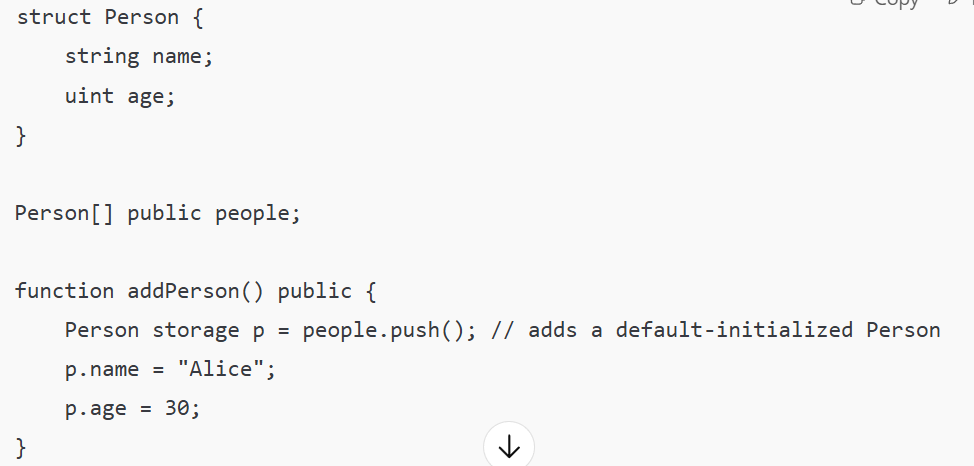 Copy
struct Person {
    string name;
    uint age;
}
Person[] public people;
function addPerson() public {
    Person storage p = people.push(); // adds a default-initialized Person
    p.name = "Alice";
    p.age = 30;
}